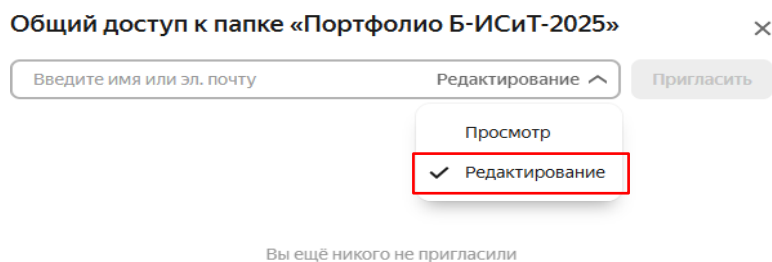 Общий доступ к папке «Портфолио Б-ИСиТ-2025»
Введите имя или эл. почту Редактирование Пригласить
Просмотр
Редактирование
Вы ещё никого не пригласили